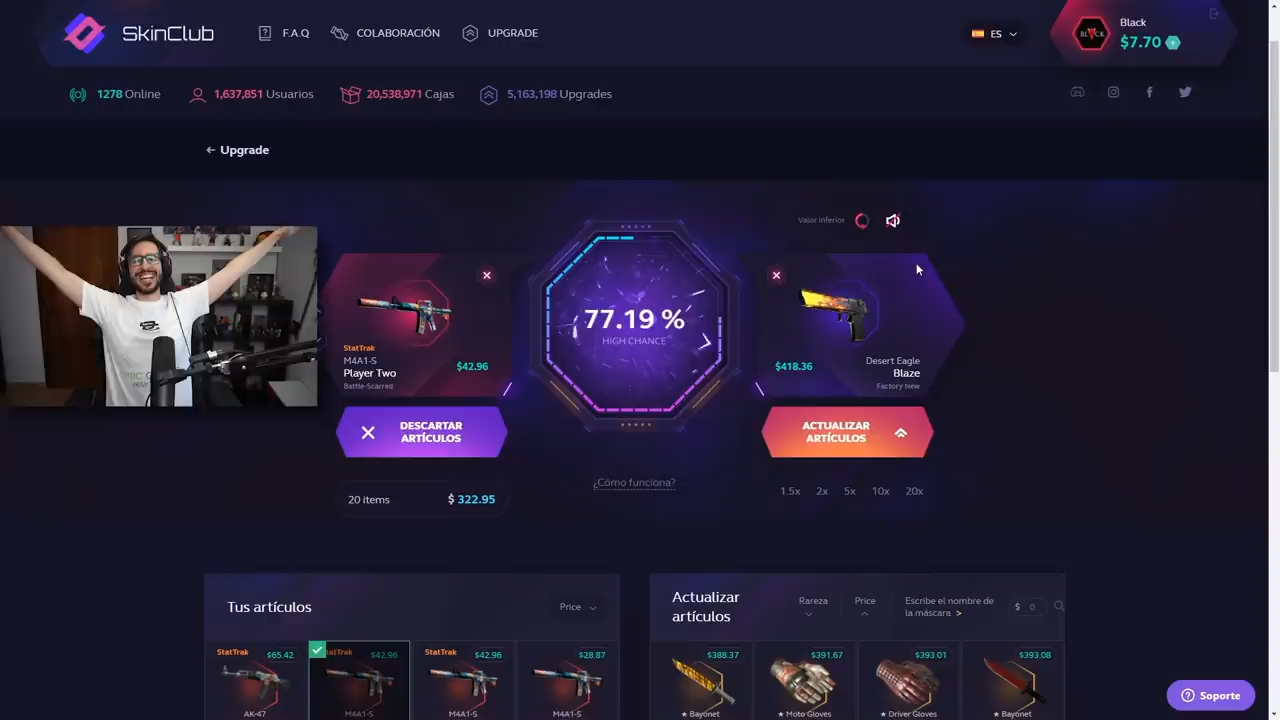 SkinClub
F.A.Q
COLABORACIÓN
UPGRADE
ES
BLVCK
Black
$7.70
1278 Online
1,637,851 Usuarios
20,538,971 Cajas
5,163,198 Upgrades
← Upgrade
Valor inferior
77.19 %
HIGH CHANCE
StatTrak
M4A1-S
Player Two
Battle-Scarred
$42.96
$418.36
Desert Eagle
Blaze
Factory New
DESCARTAR
ARTÍCULOS
ACTUALIZAR
ARTÍCULOS
20 items
$ 322.95
¿Cómo funciona?
1.5x 2x 5x 10x 20x
Tus artículos
Price
Actualizar
artículos
Rareza
Price
Escribe el nombre de
la máscara >
$ 0
StatTrak $65.42
AK-47
StatTrak $42.96
M4A1-S
StatTrak $42.96
M4A1-S
$28.87
M4A1-S
$388.37
★ Bayonet
$391.67
★ Moto Gloves
$393.01
★ Driver Gloves
$393.08
★ Bayonet
Soporte